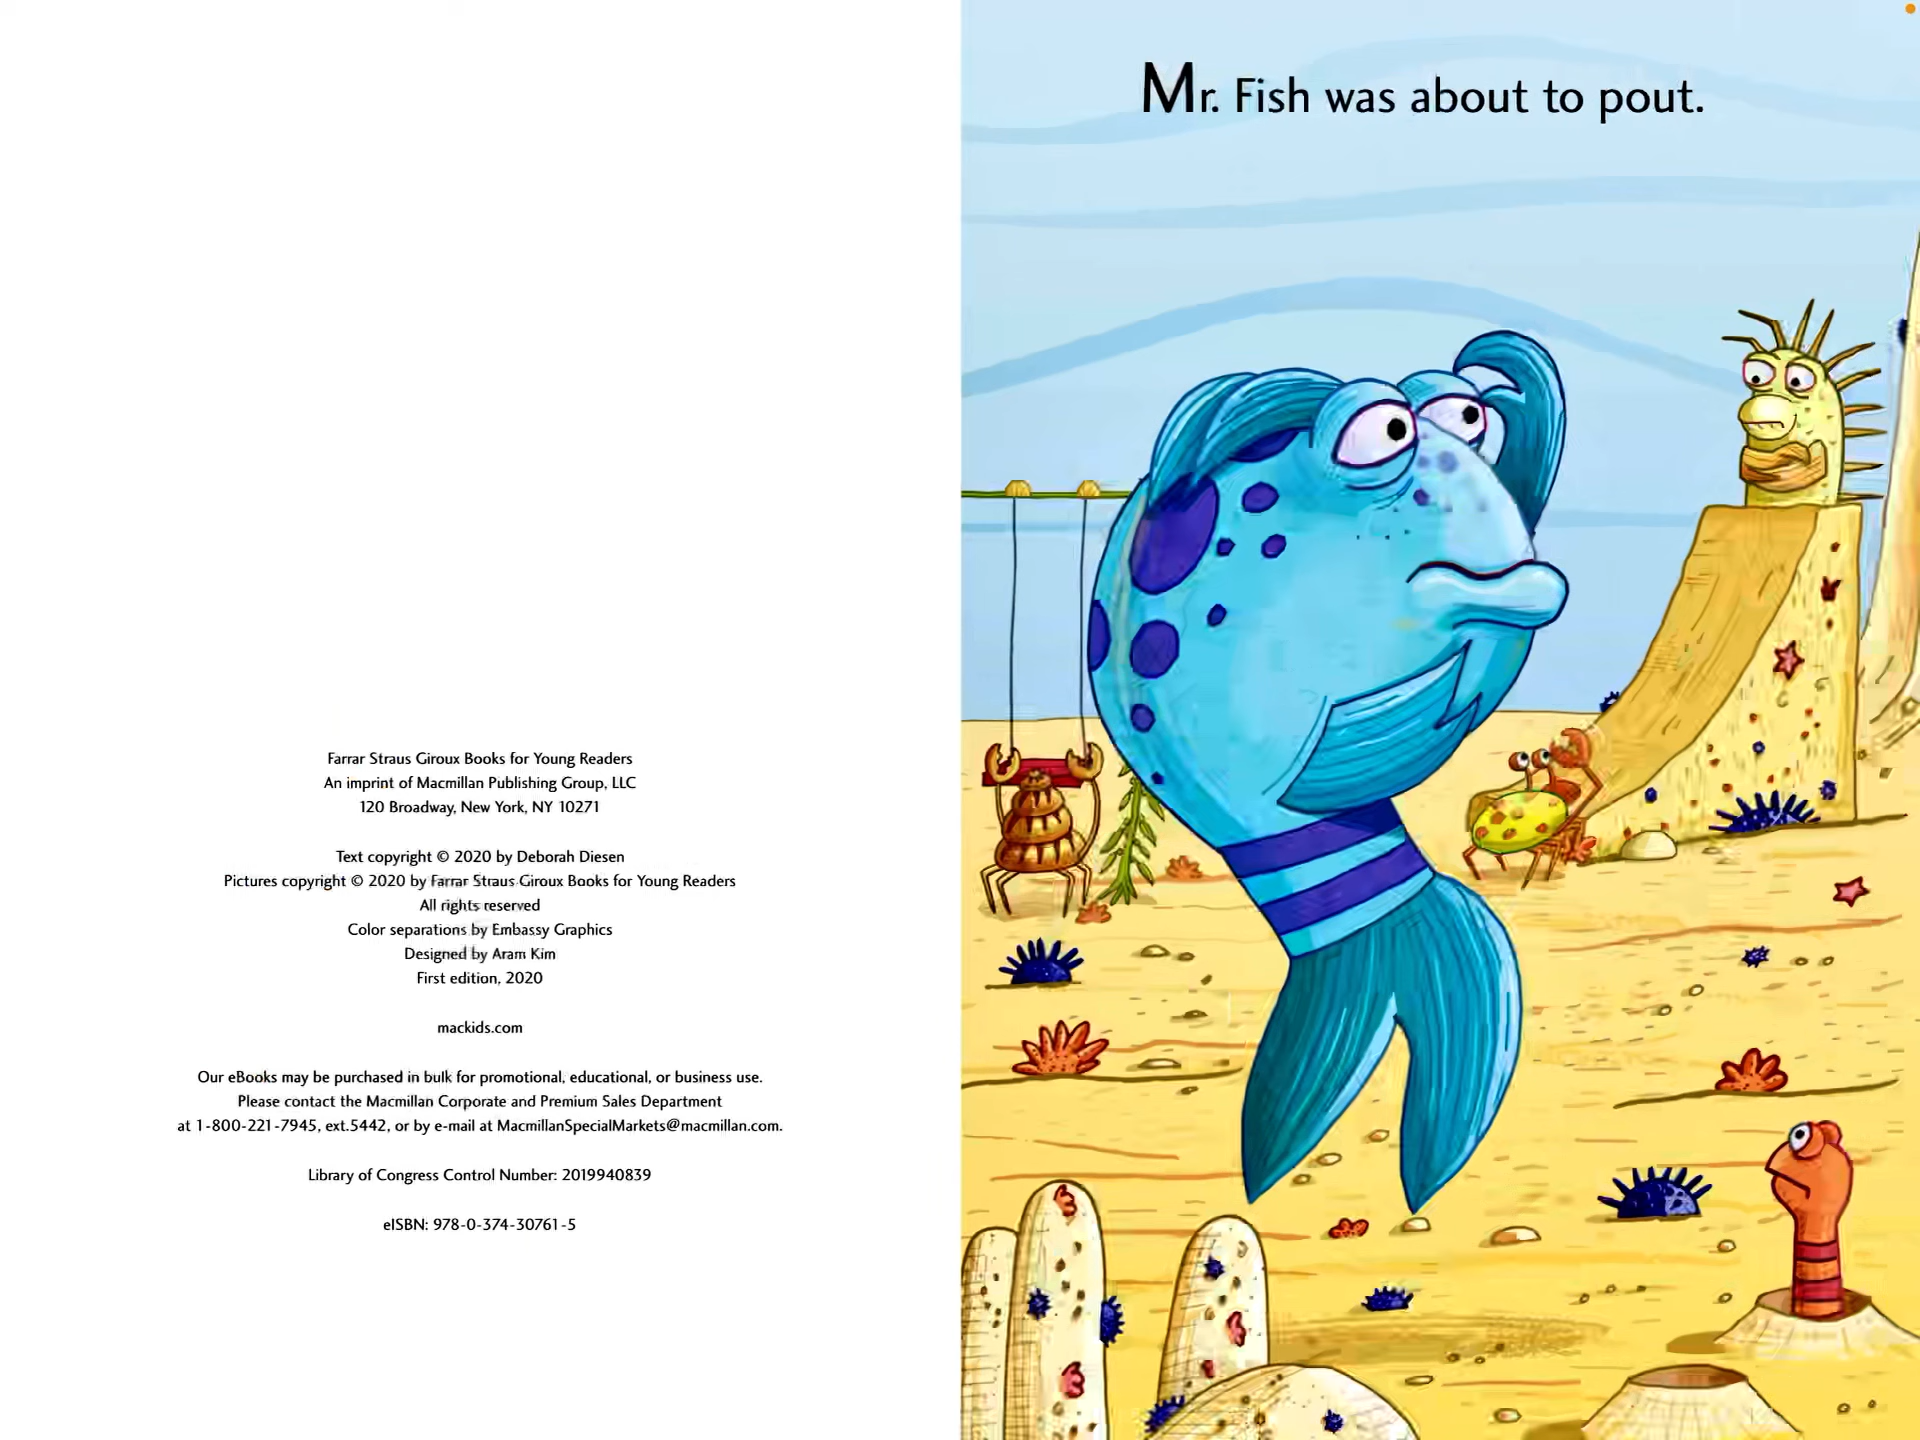 Farrar Straus Giroux Books for Young Readers
An imprint of Macmillan Publishing Group, LLC
120 Broadway, New York, NY 10271
Text copyright © 2020 by Deborah Diesen
Pictures copyright © 2020 by Farrar Straus Giroux Books for Young Readers
All rights reserved
Color separations by Embassy Graphics
Designed by Aram Kim
First edition, 2020
mackids.com
Our eBooks may be purchased in bulk for promotional, educational, or business use.
Please contact the Macmillan Corporate and Premium Sales Department
at 1-800-221-7945, ext.5442, or by e-mail at MacmillanSpecialMarkets@macmillan.com.
Library of Congress Control Number: 2019940839
eISBN: 978-0-374-30761-5
Mr. Fish was about to pout.